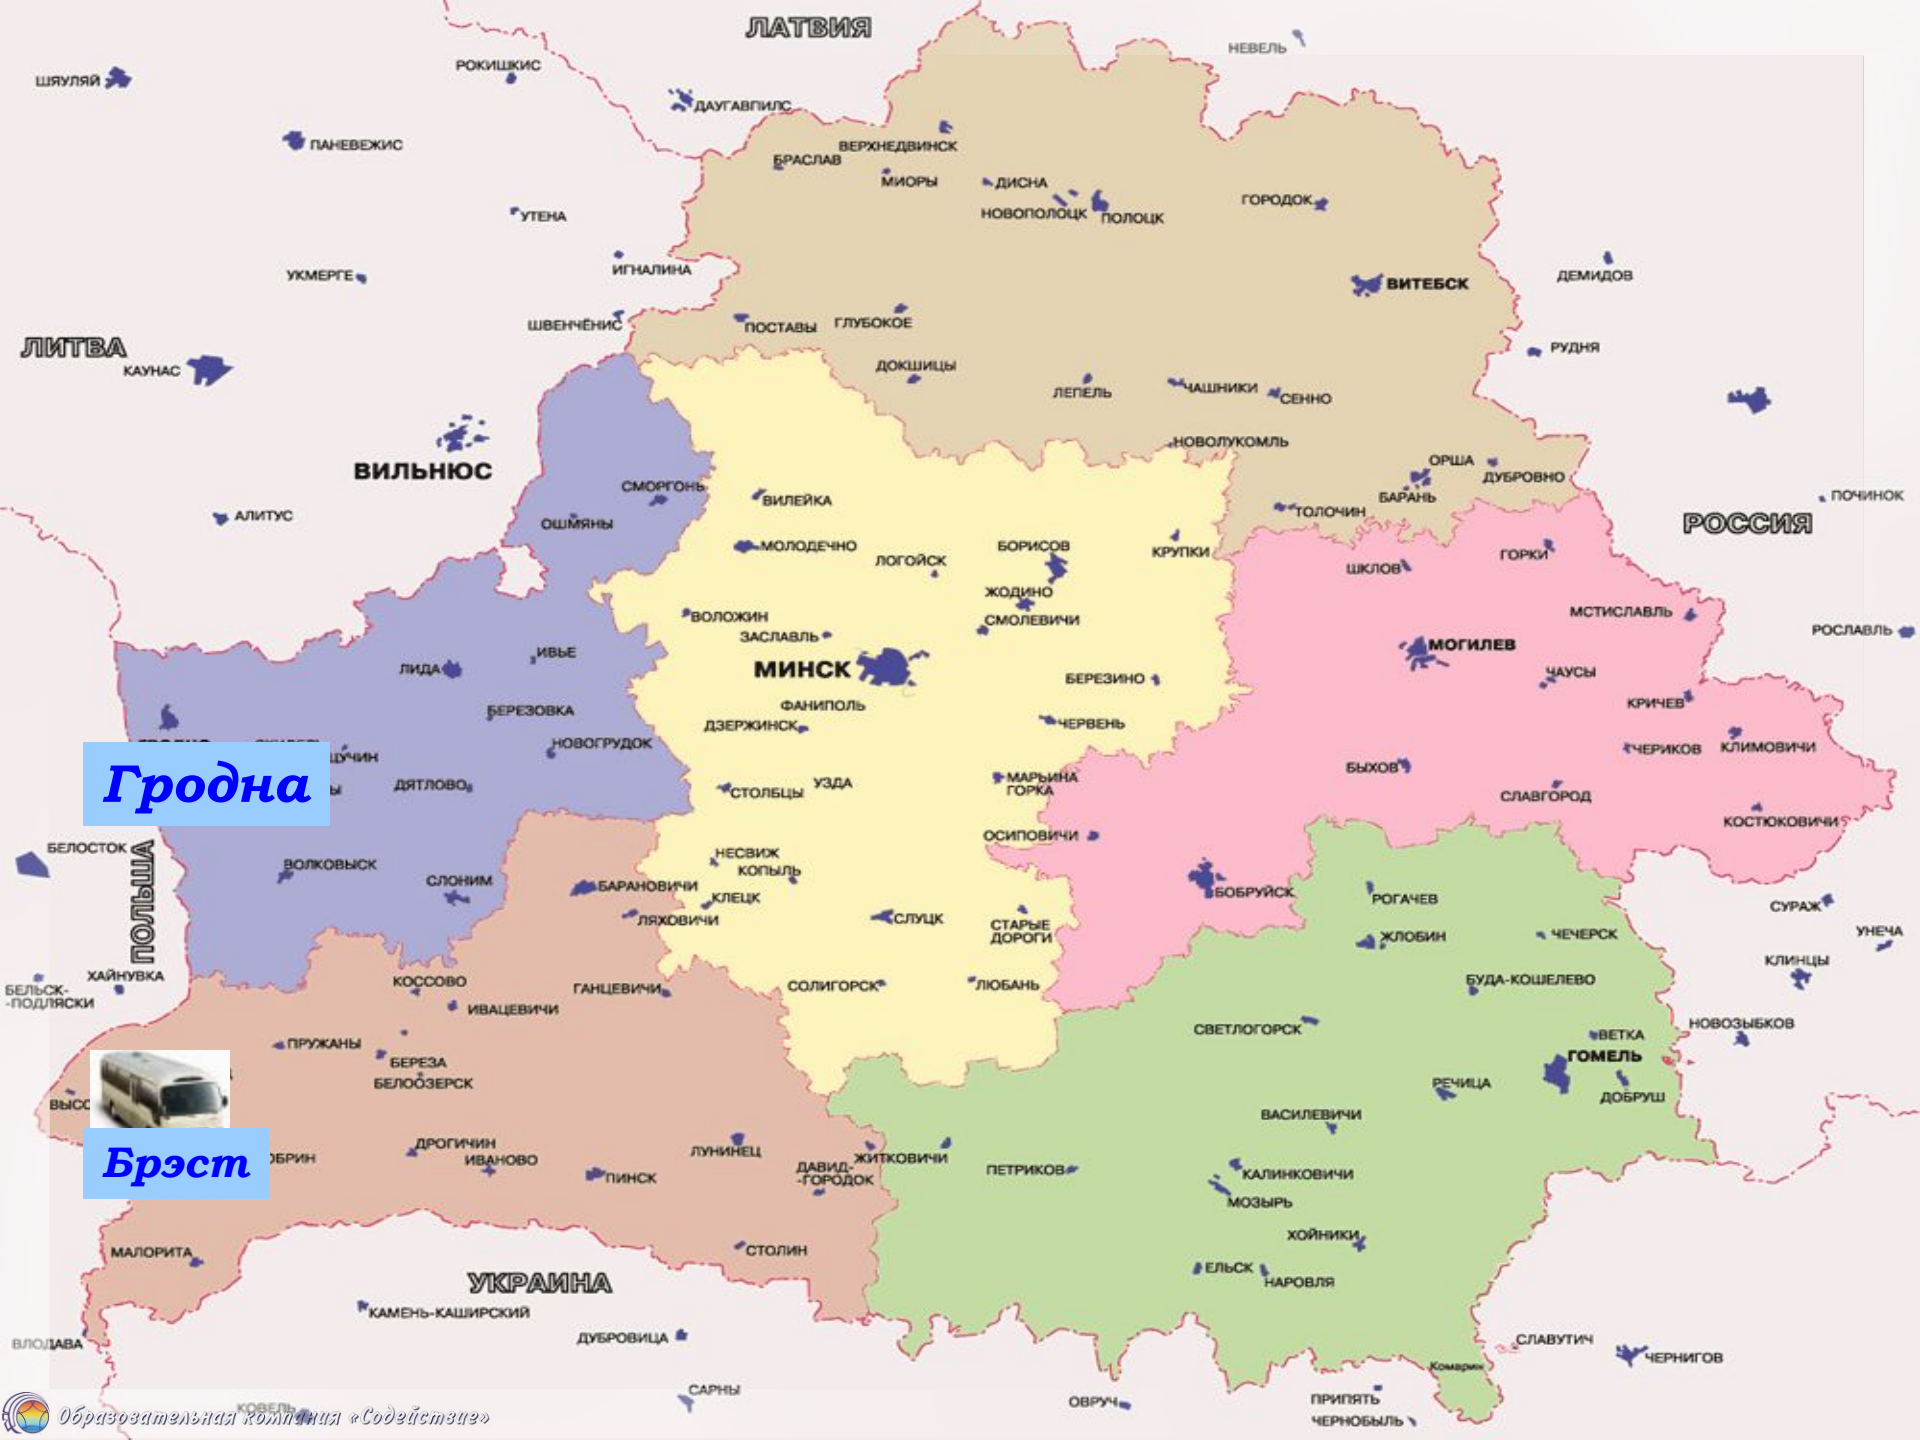 ЛАТВИЯ
НЕВЕЛЬ
РОКИШКИС
ШЯУЛЯЙ
ДАУГАВПИЛС
ПАНЕВЕЖИС
ВЕРХНЕДВИНСК
БРАСЛАВ
МИОРЫ
ДИСНА
НОВОПОЛОЦК
ПОЛОЦК
ГОРОДОК
УТЕНА
ИГНАЛИНА
УКМЕРГЕ
ДЕМИДОВ
ВИТЕБСК
ШВЕНЧЁНИС
ПОСТАВЫ
ГЛУБОКОЕ
ЛИТВА
КАУНАС
РУДНЯ
ДОКШИЦЫ
ЛЕПЕЛЬ
ЧАШНИКИ
СЕННО
НОВОЛУКОМЛЬ
ВИЛЬНЮС
ОРША
ДУБРОВНО
БАРАНЬ
ТОЛОЧИН
СМОРГОНЬ
ВИЛЕЙКА
ПОЧИНОК
РОССИЯ
АЛИТУС
ОШМЯНЫ
МОЛОДЕЧНО
ЛОГОЙСК
БОРИСОВ
КРУПКИ
ШКЛОВ
ГОРКИ
ЖОДИНО
СМОЛЕВИЧИ
ВОЛОЖИН
ЗАСЛАВЛЬ
МСТИСЛАВЛЬ
РОСЛАВЛЬ
МОГИЛЕВ
ИВЬЕ
ЛИДА
МИНСК
БЕРЕЗИНО
ЧАУСЫ
БЕРЕЗОВКА
ФАНИПОЛЬ
ДЗЕРЖИНСК
ЧЕРВЕНЬ
КРИЧЕВ
НОВОГРУДОК
ЧЕРИКОВ
КЛИМОВИЧИ
ЩУЧИН
Гродна
Ы
ДЯТЛОВО
СТОЛБЦЫ
УЗДА
МАРЬИНА
ГОРКА
БЫХОВ
СЛАВГОРОД
КОСТЮКОВИЧИ
ОСИПОВИЧИ
БЕЛОСТОК
ПОЛЬША
ВОЛКОВЫСК
СЛОНИМ
НЕСВИЖ
КОПЫЛЬ
БАРАНОВИЧИ
КЛЕЦК
ЛЯХОВИЧИ
СЛУЦК
СТАРЫЕ
ДОРОГИ
БОБРУЙСК
РОГАЧЕВ
ЖЛОБИН
ЧЕЧЕРСК
СУРАЖ
УНЕЧА
КЛИНЦЫ
ХАЙНУВКА
БЕЛЬСК-
-ПОДЛЯСКИ
КОССОВО
ИВАЦЕВИЧИ
ГАНЦЕВИЧИ
СОЛИГОРСК
ЛЮБАНЬ
БУДА-КОШЕЛЕВО
СВЕТЛОГОРСК
ВЕТКА
НОВОЗЫБКОВ
ПРУЖАНЫ
БЕРЕЗА
БЕЛООЗЕРСК
ГОМЕЛЬ
РЕЧИЦА
ДОБРУШ
ВЫСС
ВАСИЛЕВИЧИ
Брэст
ОБРИН
ДРОГИЧИН
ИВАНОВО
ПИНСК
ЛУНИНЕЦ
ДАВИД-
-ГОРОДОК
ЖИТКОВИЧИ
ПЕТРИКОВ
КАЛИНКОВИЧИ
МОЗЫРЬ
ХОЙНИКИ
МАЛОРИТА
СТОЛИН
ЕЛЬСК
НАРОВЛЯ
УКРАИНА
КАМЕНЬ-КАШИРСКИЙ
ДУБРОВИЦА
ВЛОДАВА
СЛАВУТИЧ
ЧЕРНИГОВ
Комарин
САРНЫ
ОВРУЧ
ПРИПЯТЬ
ЧЕРНОБЫЛЬ
КОВЕЛЬ
Образовательная компания «Содействие»